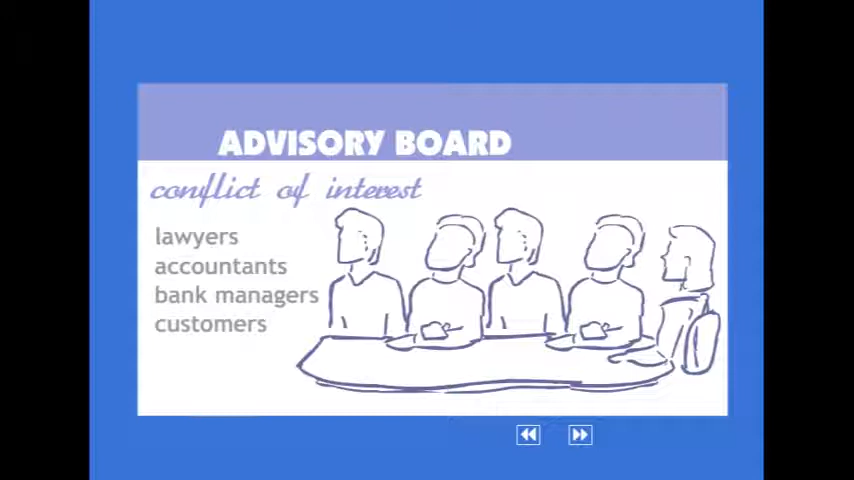 ADVISORY BOARD
conflict of interest
lawyers
accountants
bank managers
customers